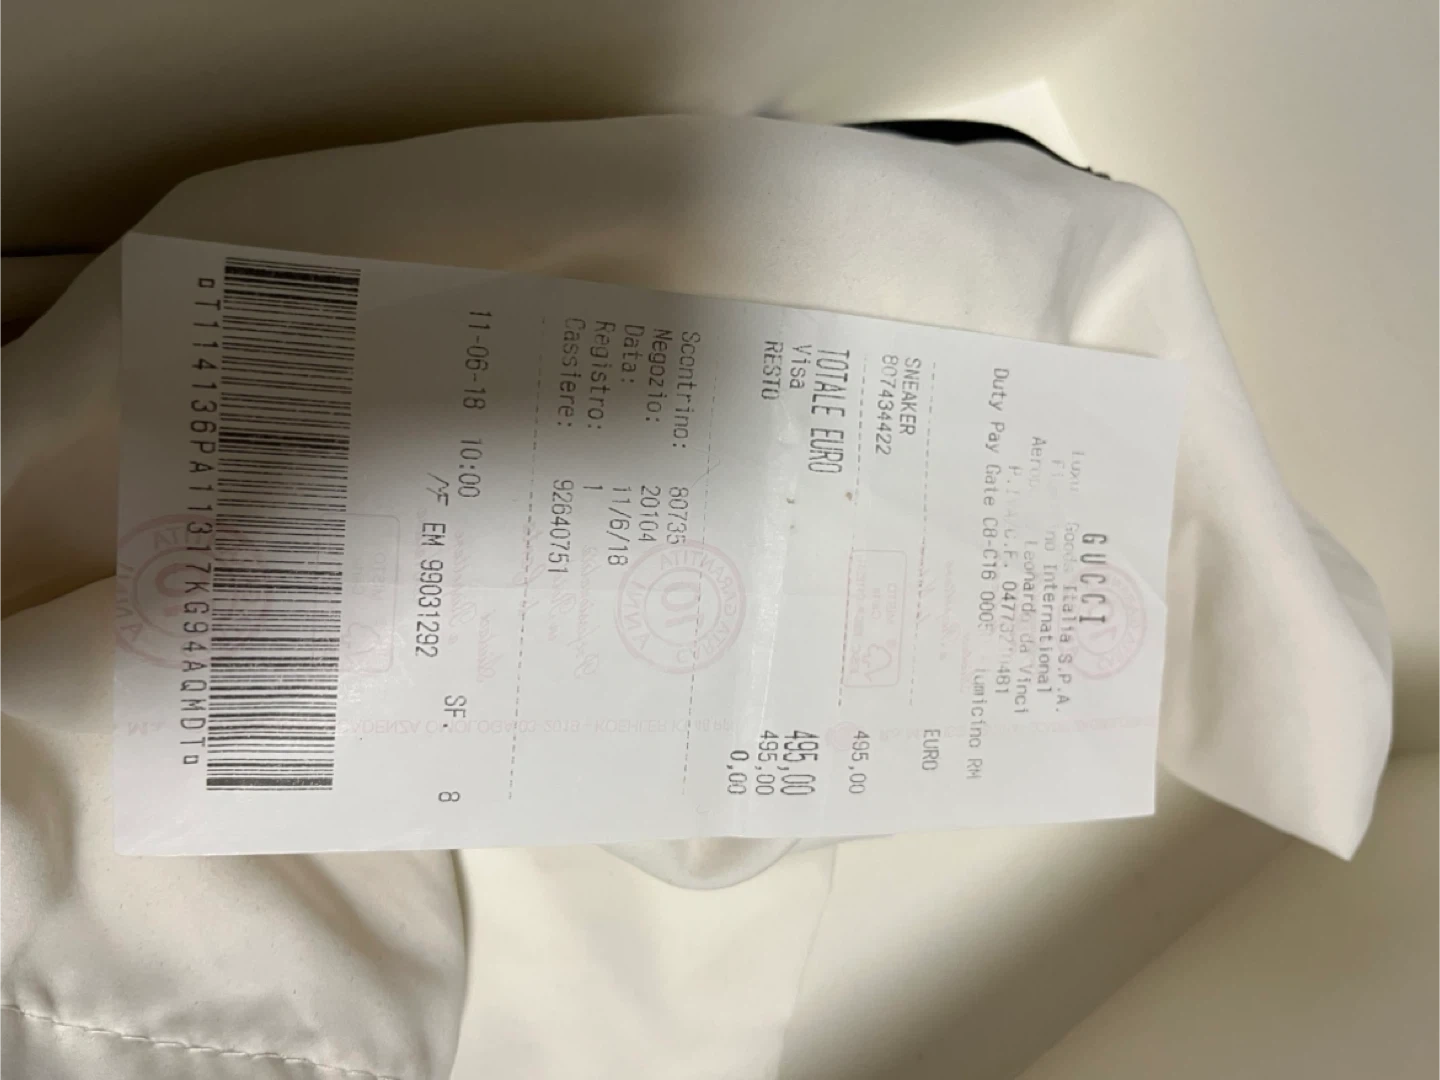 GUCCI
Goods Italia S.P.A.
International
Leonardo da Vinci
Duty Pay Gate C8-C16
RM
EURO
SNEAKER
807434422 495,00
TOTALE EURO 495,00
Visa 495,00
RESTO 0,00
Scontrino: 80735
Negozio: 20104
Data: 11/6/18
Registro: 1
Cassiere: 92640751
11-06-18 10:00 SF. 8
EM 99031292
¤T114136PA11317KG94AQMDT¤